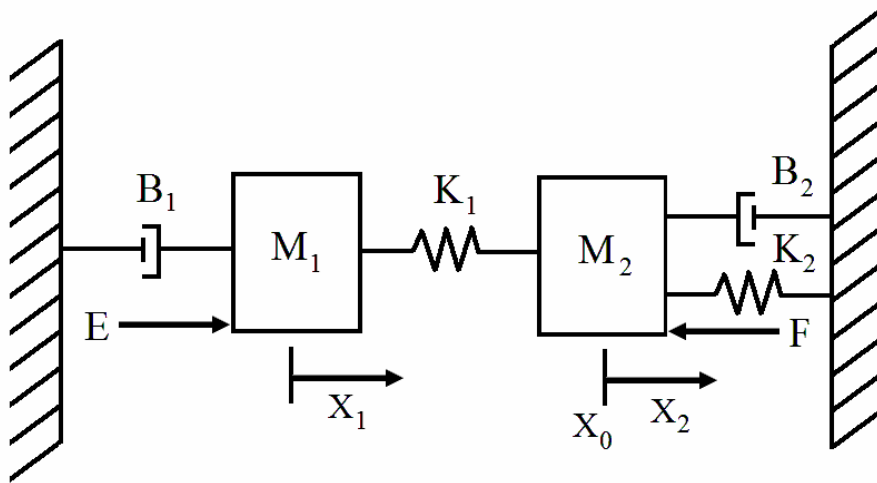 B₁
M₁
K₁
M₂
B₂
K₂
E
F
X₁
X₀
X₂